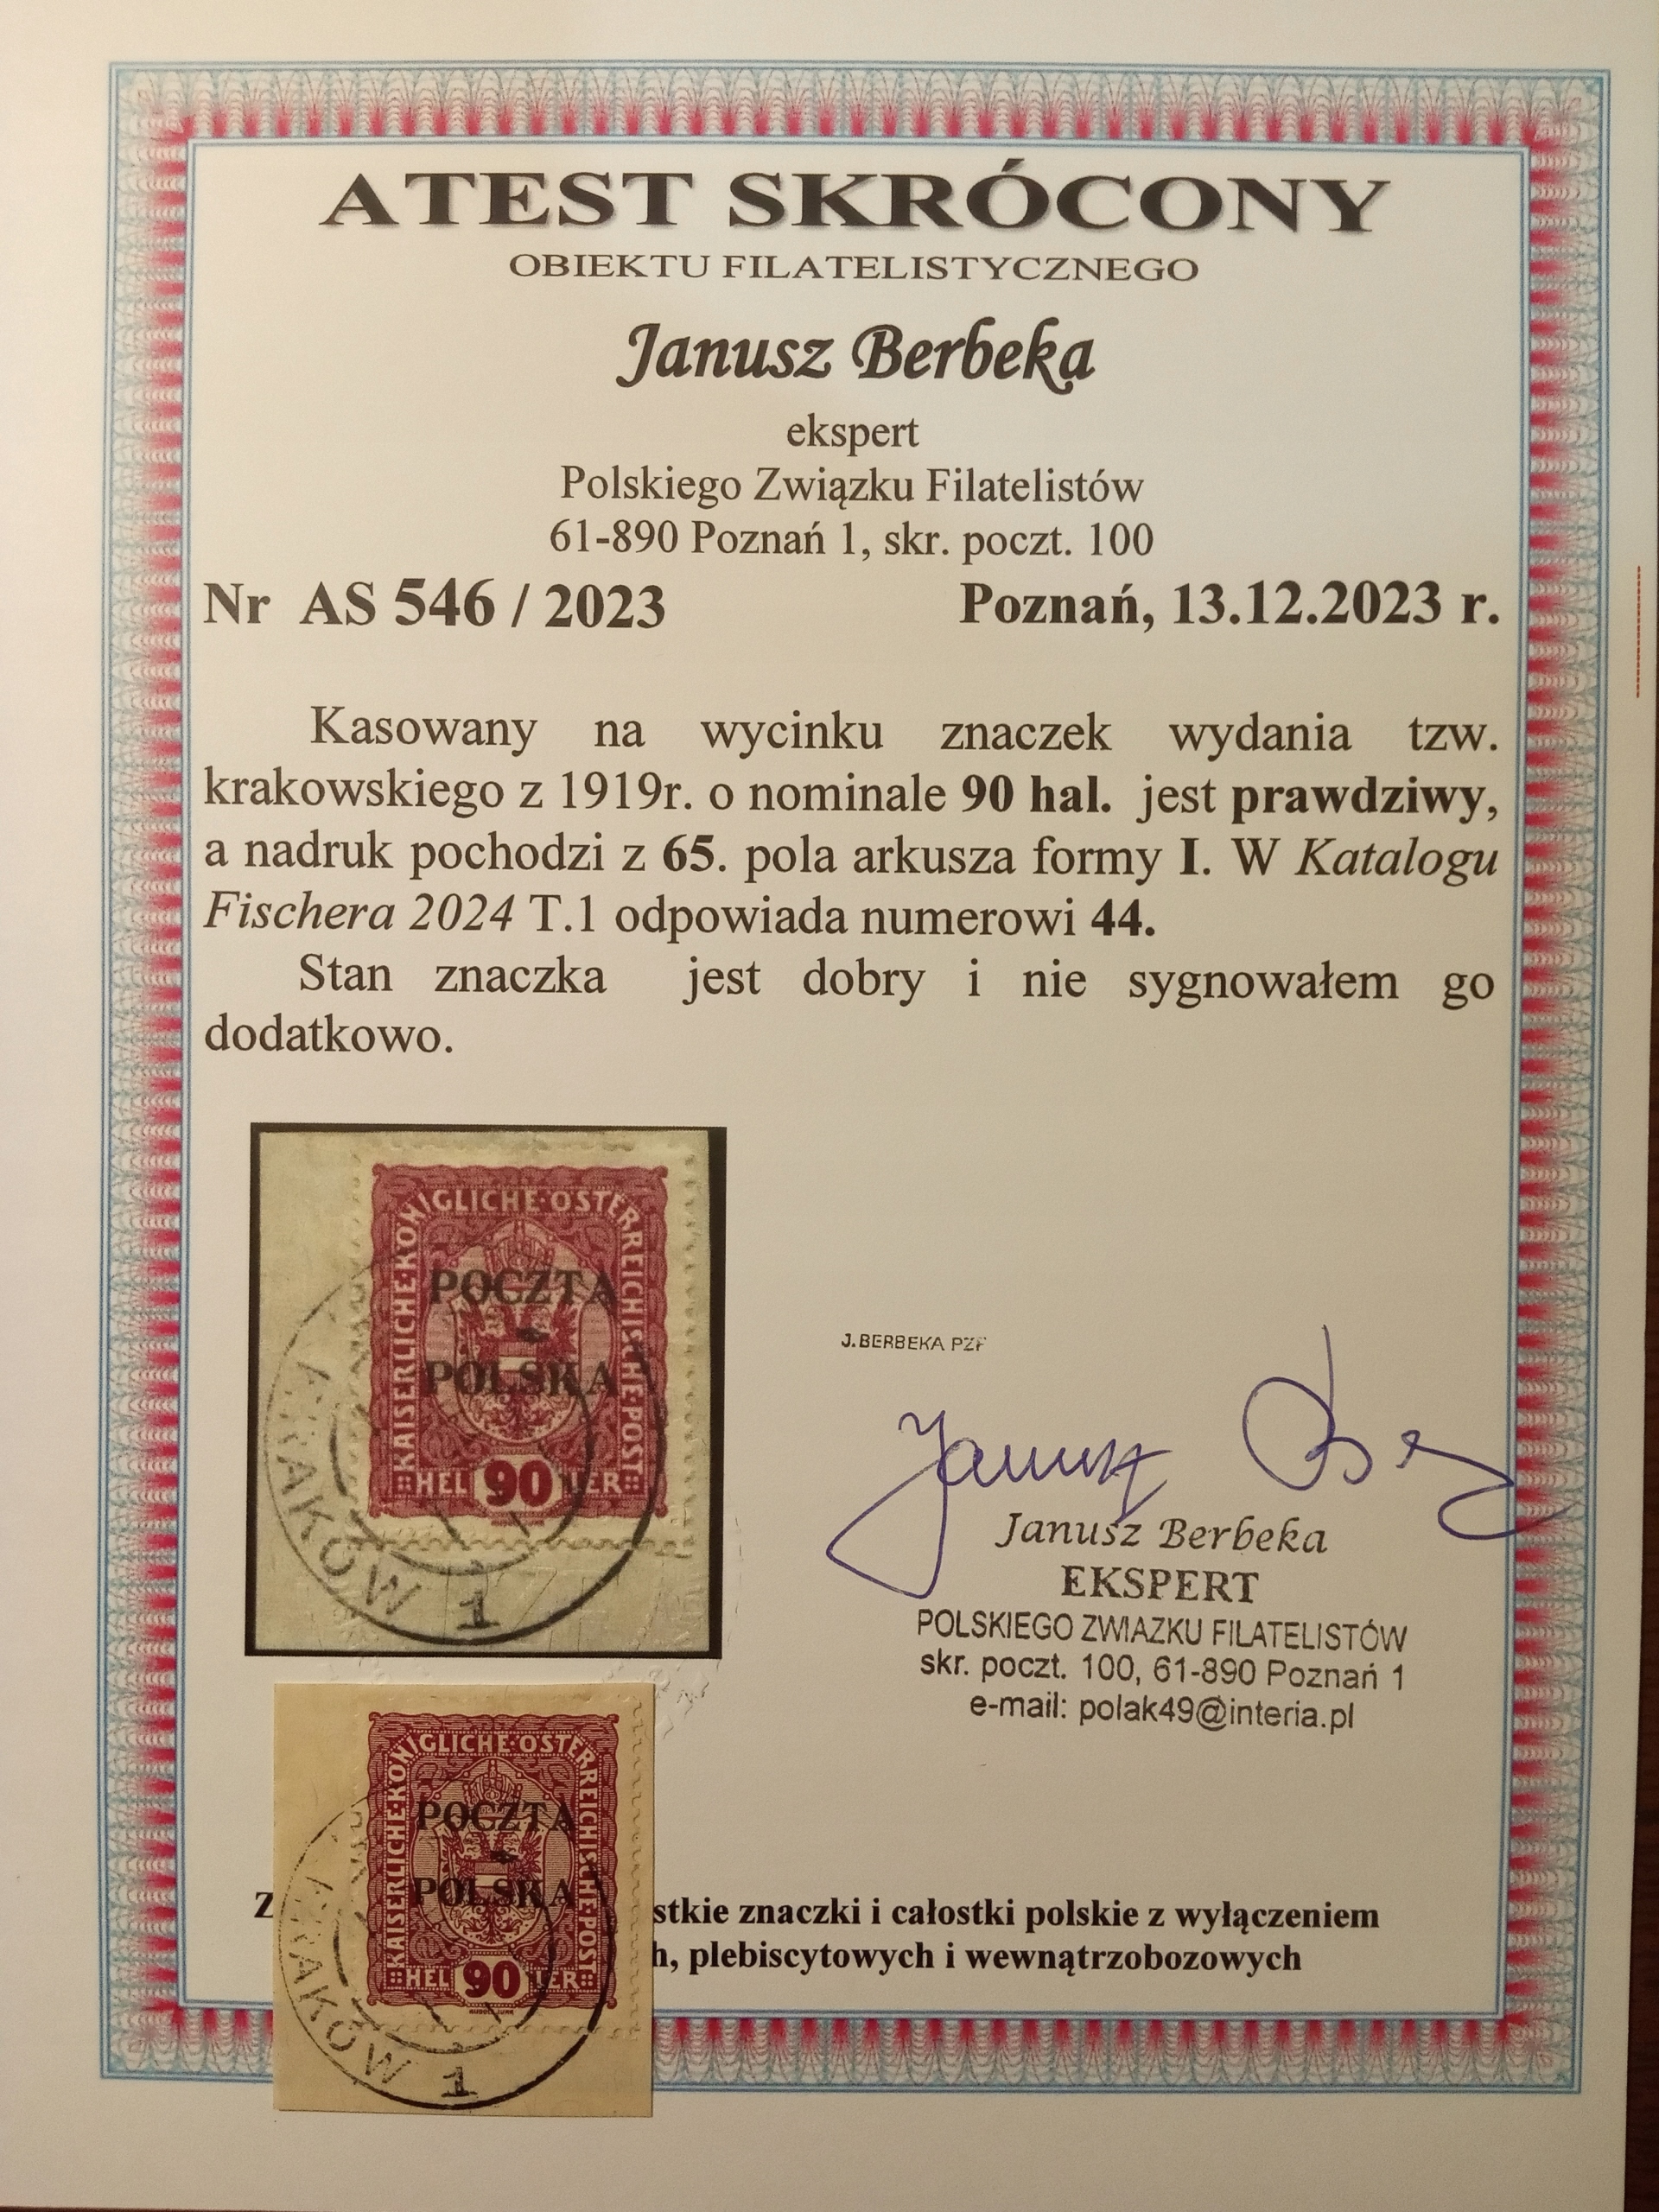 ATEST SKRÓCONY
OBIEKTU FILATELISTYCZNEGO
Janusz Berbeka
ekspert
Polskiego Związku Filatelistów
61-890 Poznań 1, skr. poczt. 100
Nr AS 546 / 2023 Poznań, 13.12.2023 r.
Kasowany na wycinku znaczek wydania tzw.
krakowskiego z 1919r. o nominale 90 hal. jest prawdziwy,
a nadruk pochodzi z 65. pola arkusza formy I. W Katalogu
Fischera 2024 T.1 odpowiada numerowi 44.
Stan znaczka jest dobry i nie sygnowałem go
dodatkowo.
KAISERLICHE·KÖNIGLICHE·ÖSTERREICHISCHE·POST
POCZTA
POLSKA
HEL 90 LER
KRAKÓW 1
J. BERBEKA PZF
Janusz Berbeka
EKSPERT
POLSKIEGO ZWIAZKU FILATELISTÓW
skr. poczt. 100, 61-890 Poznań 1
e-mail: polak49@interia.pl
KAISERLICHE·KÖNIGLICHE·ÖSTERREICHISCHE·POST
POCZTA
POLSKA
HEL 90 LER
KRAKÓW 1
znaczki i całostki polskie z wyłączeniem
plebiscytowych i wewnątrzobozowych